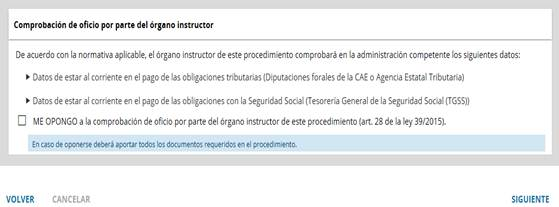 Comprobación de oficio por parte del órgano instructor
De acuerdo con la normativa aplicable, el órgano instructor de este procedimiento comprobará en la administración competente los siguientes datos:
Datos de estar al corriente en el pago de las obligaciones tributarias (Diputaciones forales de la CAE o Agencia Estatal Tributaria)
Datos de estar al corriente en el pago de las obligaciones con la Seguridad Social (Tesorería General de la Seguridad Social (TGSS))
ME OPONGO a la comprobación de oficio por parte del órgano instructor de este procedimiento (art. 28 de la ley 39/2015).
En caso de oponerse deberá aportar todos los documentos requeridos en el procedimiento.
VOLVER CANCELAR SIGUIENTE